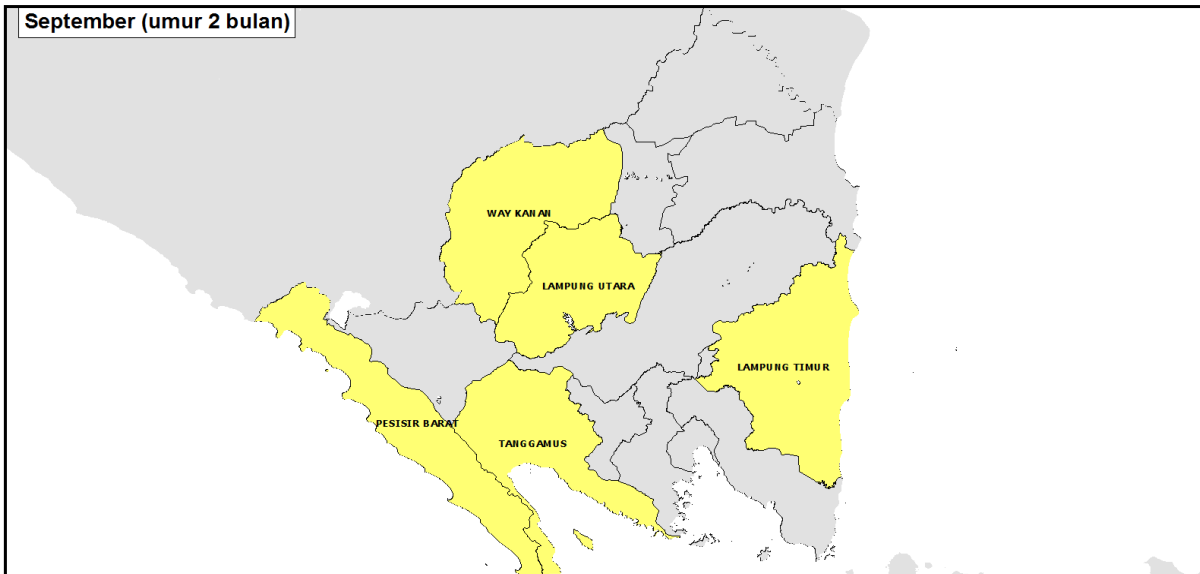 September (umur 2 bulan)
WAY KANAN
LAMPUNG UTARA
LAMPUNG TIMUR
PESISIR BARAT
TANGGAMUS